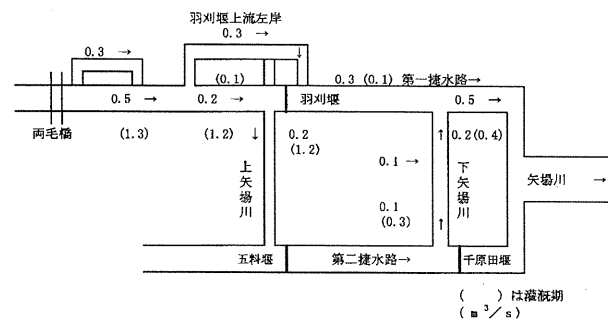 羽刈堰上流左岸
0.3 →
↓
0.3 →
(0.1)
0.3 (0.1) 第一捷水路→
0.5 →
0.2 →
羽刈堰
0.5 →
両毛橋
(1.3)
(1.2) ↓
0.2
(1.2)
↑
0.2(0.4)
上矢場川
0.1 →
下矢場川
矢場川 →
0.1
(0.3)
↑
五料堰
第二捷水路→
千原田堰
(　　)は灌漑期
(m³/s)